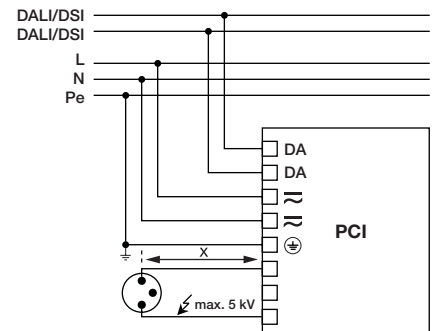 DALI/DSI
DALI/DSI
L
N
Pe
DA
DA
PCI
X
max. 5 kV